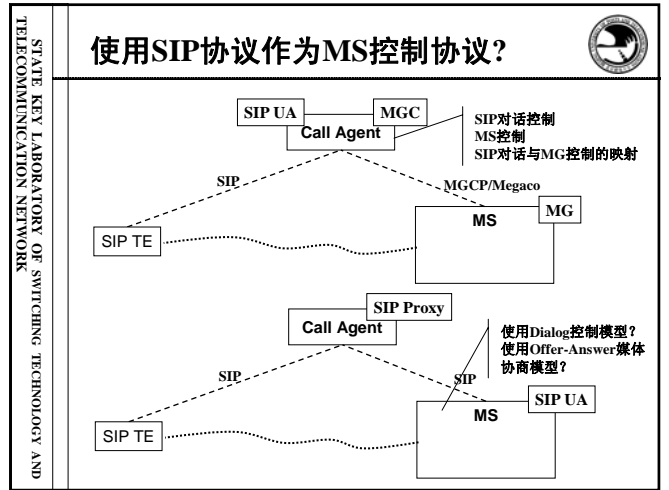 使用SIP协议作为MS控制协议?
STATE KEY LABORATORY OF SWITCHING TECHNOLOGY AND
TELECOMMUNICATION NETWORK
SIP UA
MGC
Call Agent
SIP对话控制
MS控制
SIP对话与MG控制的映射
SIP
MGCP/Megaco
MG
MS
SIP TE
SIP Proxy
Call Agent
使用Dialog控制模型?
使用Offer-Answer媒体
协商模型?
SIP
SIP
SIP UA
MS
SIP TE